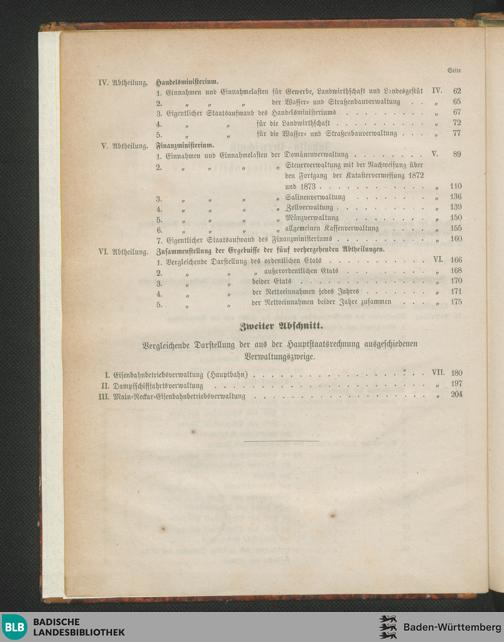 Seite
IV. Abtheilung. Handelsministerium.
1. Einnahmen und Einnahmelasten für Gewerbe, Landwirthschaft und Landesgestüt IV. 62
2. „ „ „ der Wasser- und Straßenbauverwaltung . . „ 65
3. Eigentlicher Staatsaufwand des Handelsministeriums . . . . . . . . „ 67
4. „ „ für die Landwirthschaft . . . . . . . . „ 72
5. „ „ für die Wasser- und Straßenbauverwaltung . . . . „ 77
V. Abtheilung. Finanzministerium.
1. Einnahmen und Einnahmelasten der Domänenverwaltung . . . . . . . . V. 89
2. „ „ „ „ Steuerverwaltung mit der Nachweisung über
den Fortgang der Katastervermessung 1872
und 1873 . . . . . . . . . . . „ 110
3. „ „ „ „ Salinenverwaltung . . . . . . . „ 136
4. „ „ „ „ Zollverwaltung . . . . . . . . „ 139
5. „ „ „ „ Münzverwaltung . . . . . . . . „ 150
6. „ „ „ „ allgemeinen Kassenverwaltung . . . . „ 155
7. Eigentlicher Staatsaufwand des Finanzministeriums . . . . . . . . „ 160
VI. Abtheilung. Zusammenstellung der Ergebnisse der fünf vorhergehenden Abtheilungen.
1. Vergleichende Darstellung des ordentlichen Etats . . . . . . . . . VI. 166
2. „ „ „ außerordentlichen Etats . . . . . . . „ 168
3. „ „ beider Etats . . . . . . . . . . „ 170
4. „ „ der Nettoeinnahmen jedes Jahres . . . . . . „ 171
5. „ „ der Nettoeinnahmen beider Jahre zusammen . . . „ 175
Zweiter Abschnitt.
Vergleichende Darstellung der aus der Hauptstaatsrechnung ausgeschiedenen
Verwaltungszweige.
I. Eisenbahnbetriebsverwaltung (Hauptbahn) . . . . . . . . . . . . . VII. 180
II. Dampfschifffahrtsverwaltung . . . . . . . . . . . . . . . . „ 197
III. Main-Neckar-Eisenbahnbetriebsverwaltung . . . . . . . . . . . . . „ 204
BLB BADISCHE
LANDESBIBLIOTHEK
Baden-Württemberg